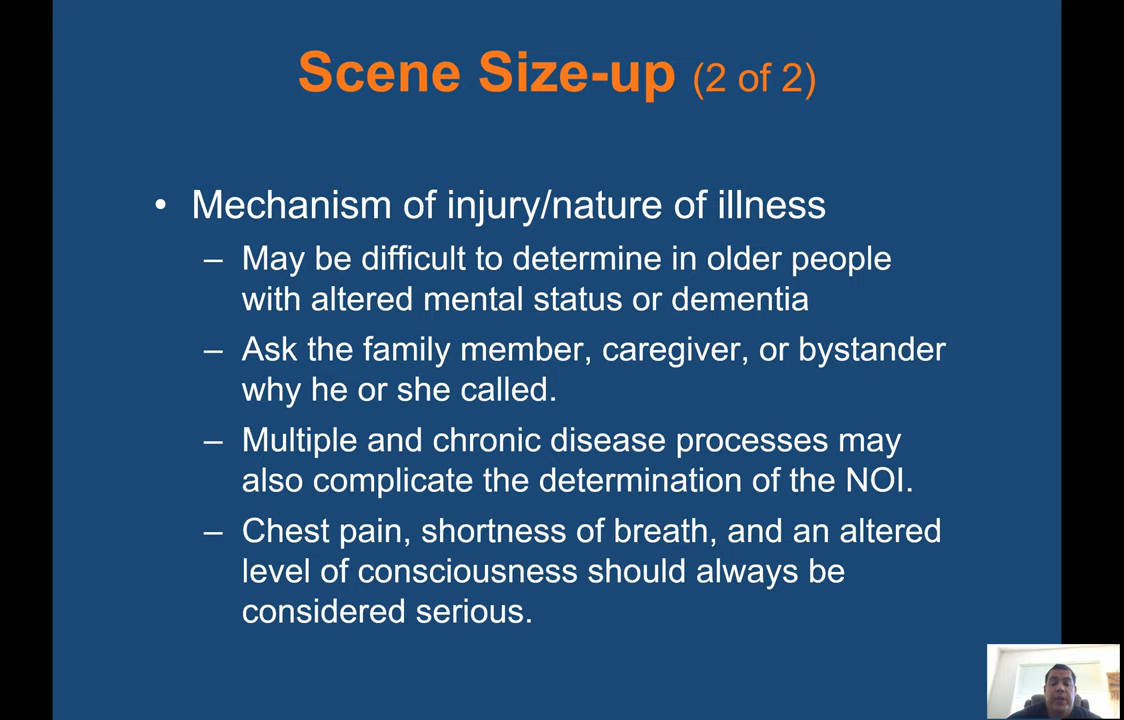 Scene Size-up (2 of 2)
• Mechanism of injury/nature of illness
– May be difficult to determine in older people
with altered mental status or dementia
– Ask the family member, caregiver, or bystander
why he or she called.
– Multiple and chronic disease processes may
also complicate the determination of the NOI.
– Chest pain, shortness of breath, and an altered
level of consciousness should always be
considered serious.